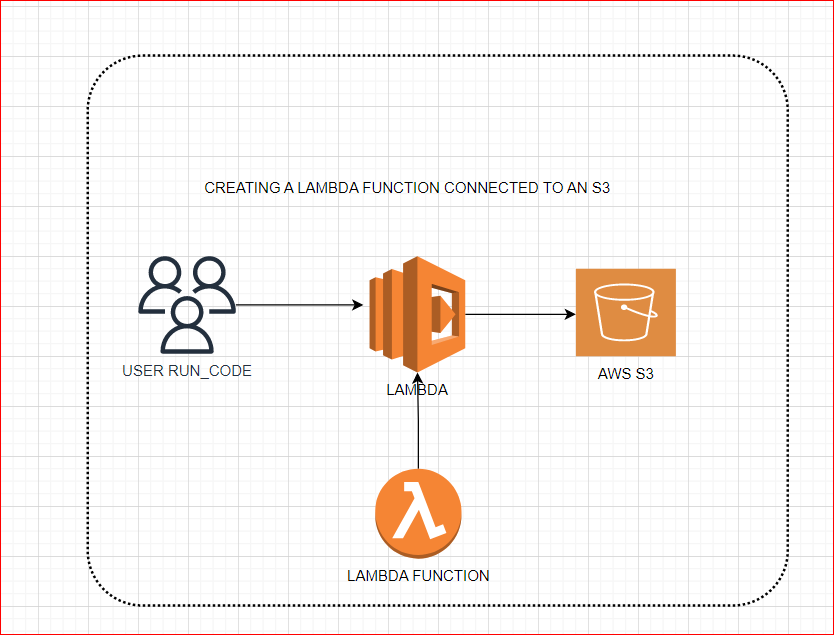 CREATING A LAMBDA FUNCTION CONNECTED TO AN S3
USER RUN_CODE
LAMBDA
AWS S3
LAMBDA FUNCTION